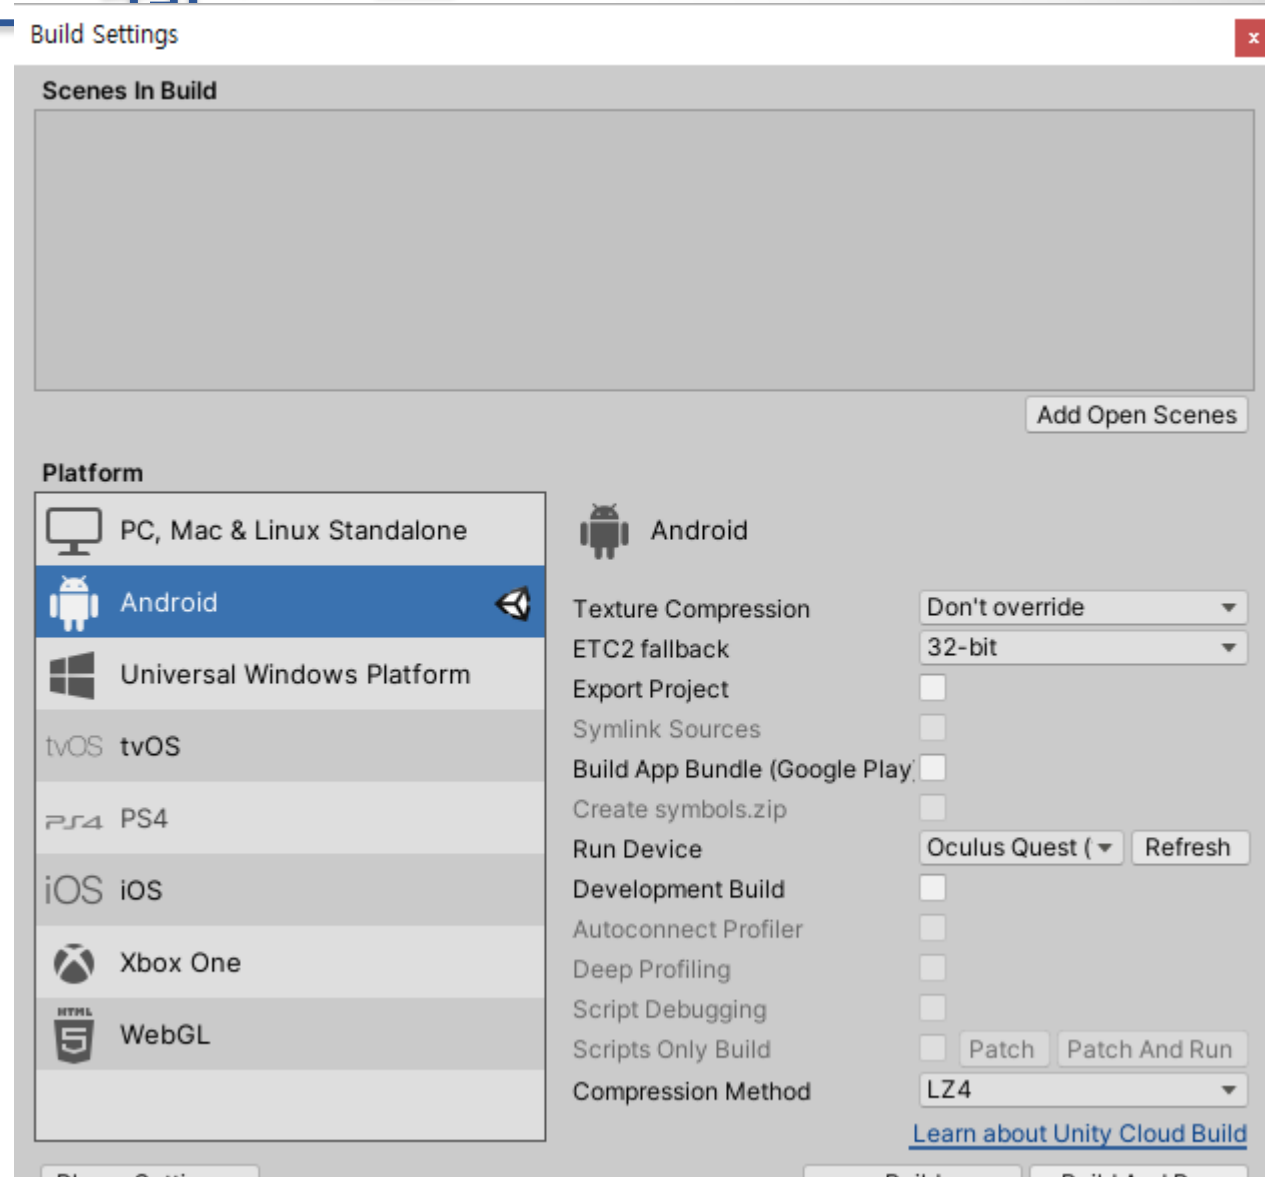 Build Settings
x
Scenes In Build
Add Open Scenes
Platform
PC, Mac & Linux Standalone
Android
Universal Windows Platform
tvOS tvOS
PS4 PS4
iOS iOS
Xbox One
HTML
5 WebGL
Android
Texture Compression Don't override
ETC2 fallback 32-bit
Export Project
Symlink Sources
Build App Bundle (Google Play)
Create symbols.zip
Run Device Oculus Quest ( Refresh
Development Build
Autoconnect Profiler
Deep Profiling
Script Debugging
Scripts Only Build Patch Patch And Run
Compression Method LZ4
Learn about Unity Cloud Build